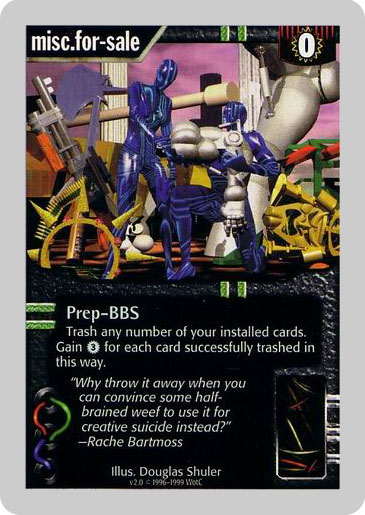 misc.for-sale
0
Prep-BBS
Trash any number of your installed cards.
Gain 3 for each card successfully trashed in
this way.
"Why throw it away when you
can convince some half-
brained weef to use it for
creative suicide instead?"
–Rache Bartmoss
Illus. Douglas Shuler
v2.0 © 1996-1999 WotC